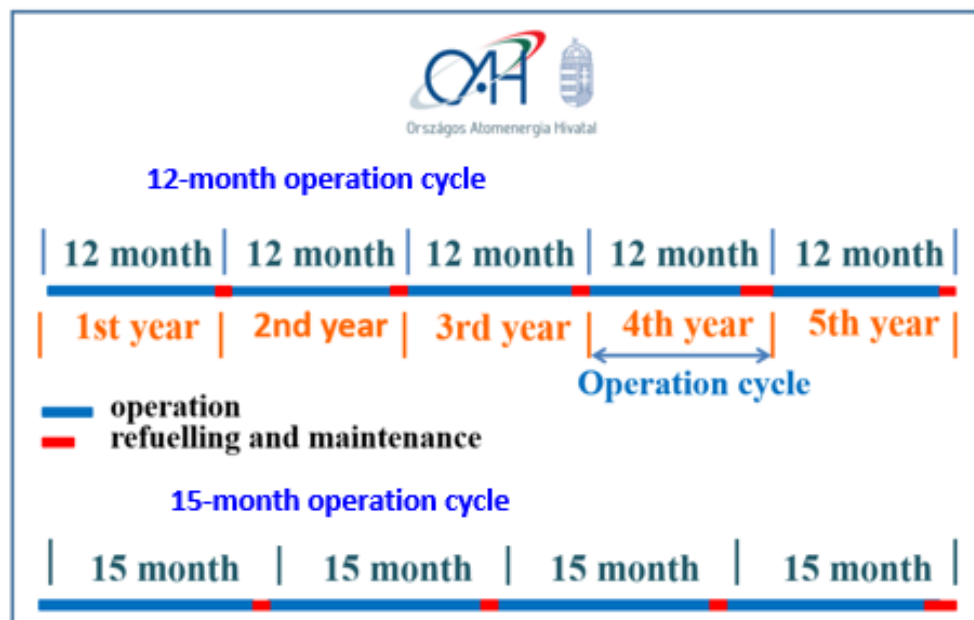 OAH
Országos Atomenergia Hivatal
12-month operation cycle
12 month 12 month 12 month 12 month 12 month
1st year 2nd year 3rd year 4th year 5th year
Operation cycle
operation
refuelling and maintenance
15-month operation cycle
15 month 15 month 15 month 15 month